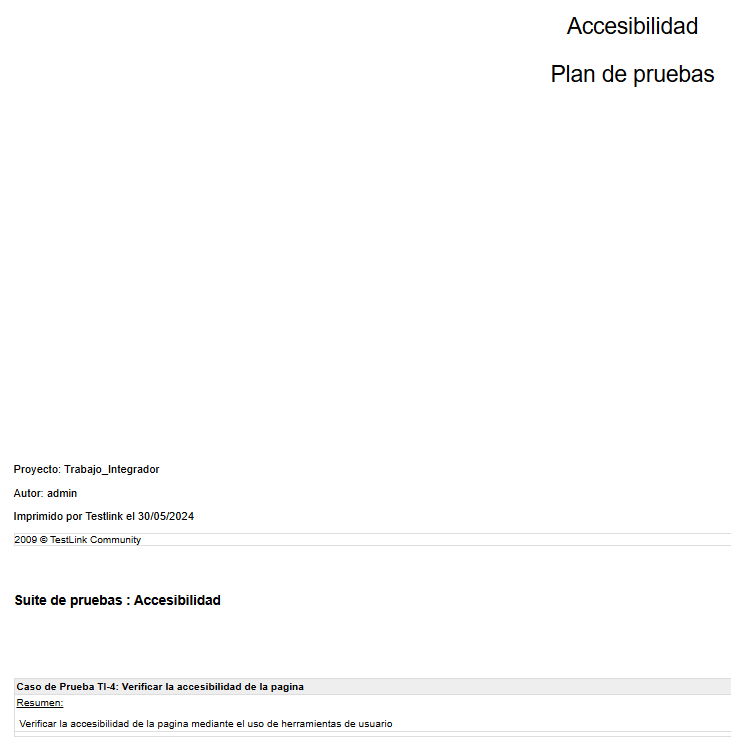 Accesibilidad
Plan de pruebas
Proyecto: Trabajo_Integrador
Autor: admin
Imprimido por Testlink el 30/05/2024
2009 © TestLink Community
Suite de pruebas : Accesibilidad
Caso de Prueba TI-4: Verificar la accesibilidad de la pagina
Resumen:
Verificar la accesibilidad de la pagina mediante el uso de herramientas de usuario